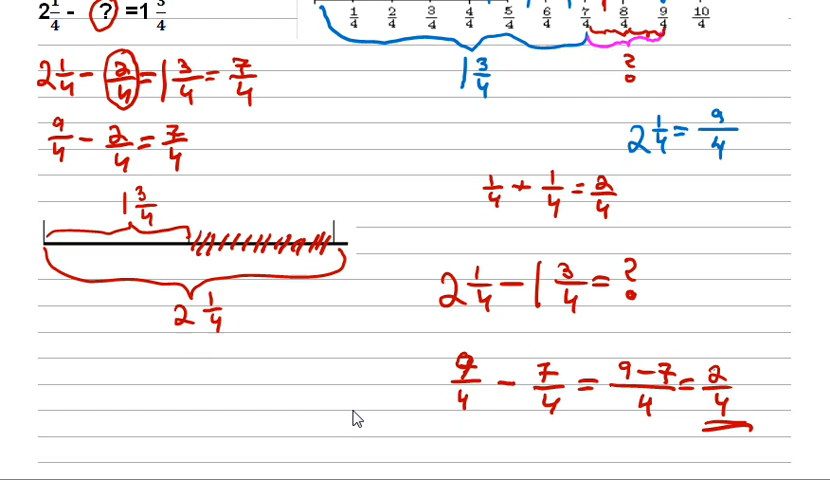 2 1/4 - ? = 1 3/4
1/4 2/4 3/4 4/4 5/4 6/4 7/4 8/4 9/4 10/4
1 3/4 ?
2 1/4 - 2/4 = 1 3/4 = 7/4
2 1/4 = 9/4
9/4 - 2/4 = 7/4
1/4 + 1/4 = 2/4
1 3/4
2 1/4
2 1/4 - 1 3/4 = ?
9/4 - 7/4 = 9-7/4 = 2/4